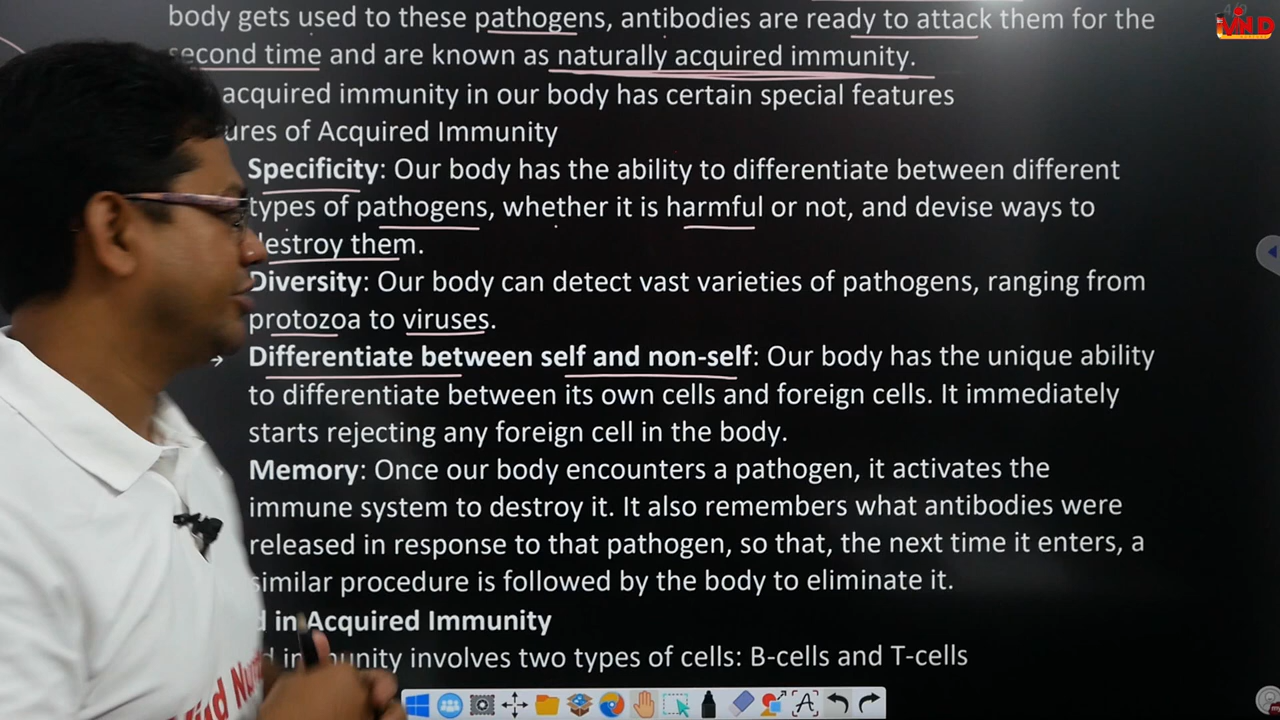 body gets used to these pathogens, antibodies are ready to attack them for the
second time and are known as naturally acquired immunity.
acquired immunity in our body has certain special features
ures of Acquired Immunity
Specificity: Our body has the ability to differentiate between different
types of pathogens, whether it is harmful or not, and devise ways to
destroy them.
Diversity: Our body can detect vast varieties of pathogens, ranging from
protozoa to viruses.
Differentiate between self and non-self: Our body has the unique ability
to differentiate between its own cells and foreign cells. It immediately
starts rejecting any foreign cell in the body.
Memory: Once our body encounters a pathogen, it activates the
immune system to destroy it. It also remembers what antibodies were
released in response to that pathogen, so that, the next time it enters, a
similar procedure is followed by the body to eliminate it.
d in Acquired Immunity
d immunity involves two types of cells: B-cells and T-cells